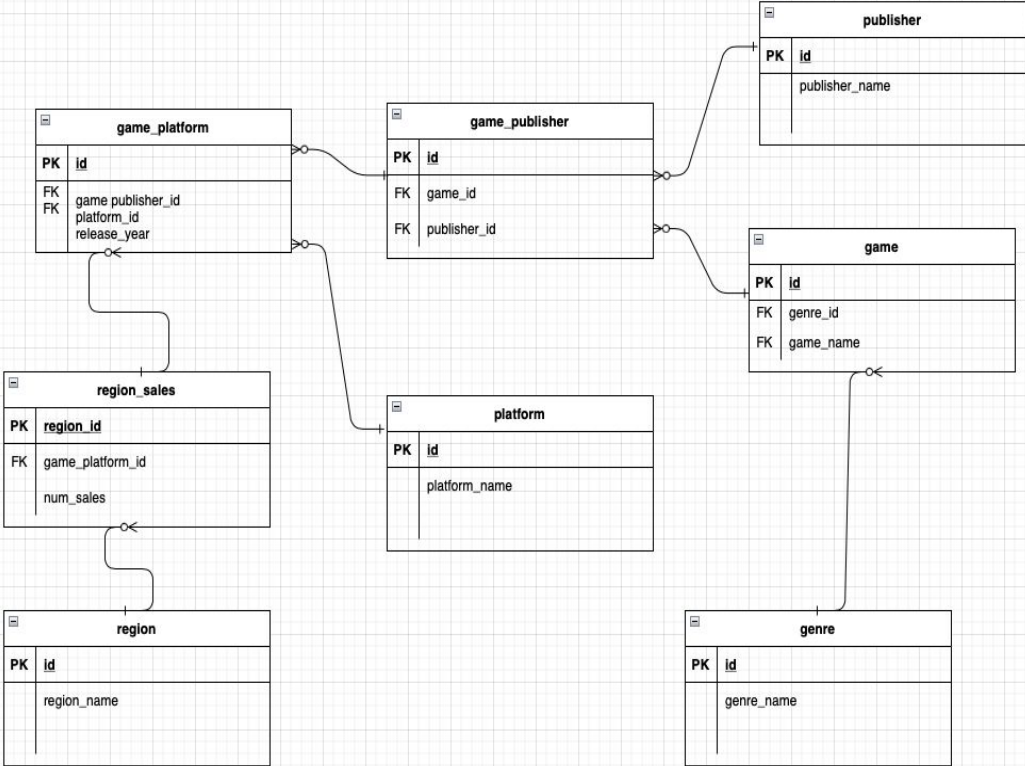 publisher
PK id
publisher_name
game_platform
PK id
FK
FK
game publisher_id
platform_id
release_year
game_publisher
PK id
FK game_id
FK publisher_id
game
PK id
FK genre_id
FK game_name
region_sales
PK region_id
FK game_platform_id
num_sales
platform
PK id
platform_name
region
PK id
region_name
genre
PK id
genre_name